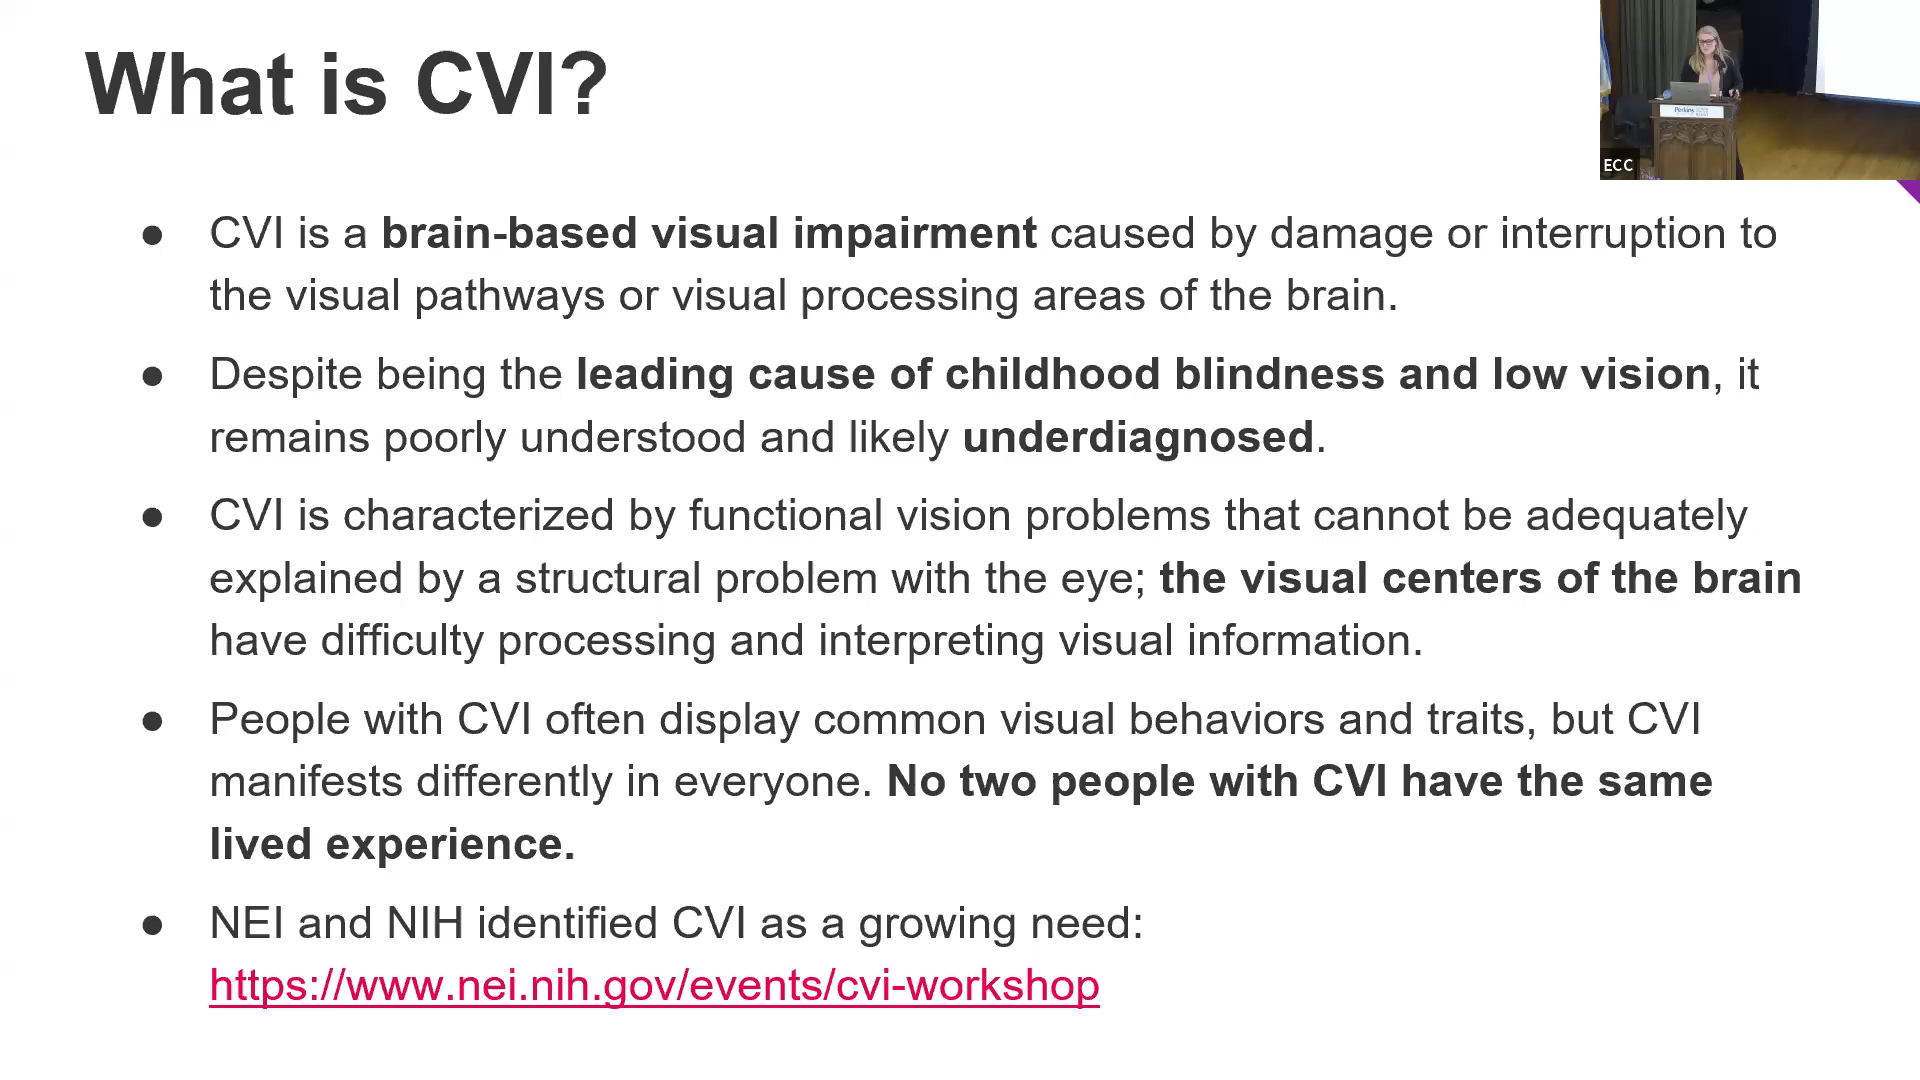 What is CVI?
Perkins
ECC
● CVI is a brain-based visual impairment caused by damage or interruption to
the visual pathways or visual processing areas of the brain.
● Despite being the leading cause of childhood blindness and low vision, it
remains poorly understood and likely underdiagnosed.
● CVI is characterized by functional vision problems that cannot be adequately
explained by a structural problem with the eye; the visual centers of the brain
have difficulty processing and interpreting visual information.
● People with CVI often display common visual behaviors and traits, but CVI
manifests differently in everyone. No two people with CVI have the same
lived experience.
● NEI and NIH identified CVI as a growing need:
https://www.nei.nih.gov/events/cvi-workshop